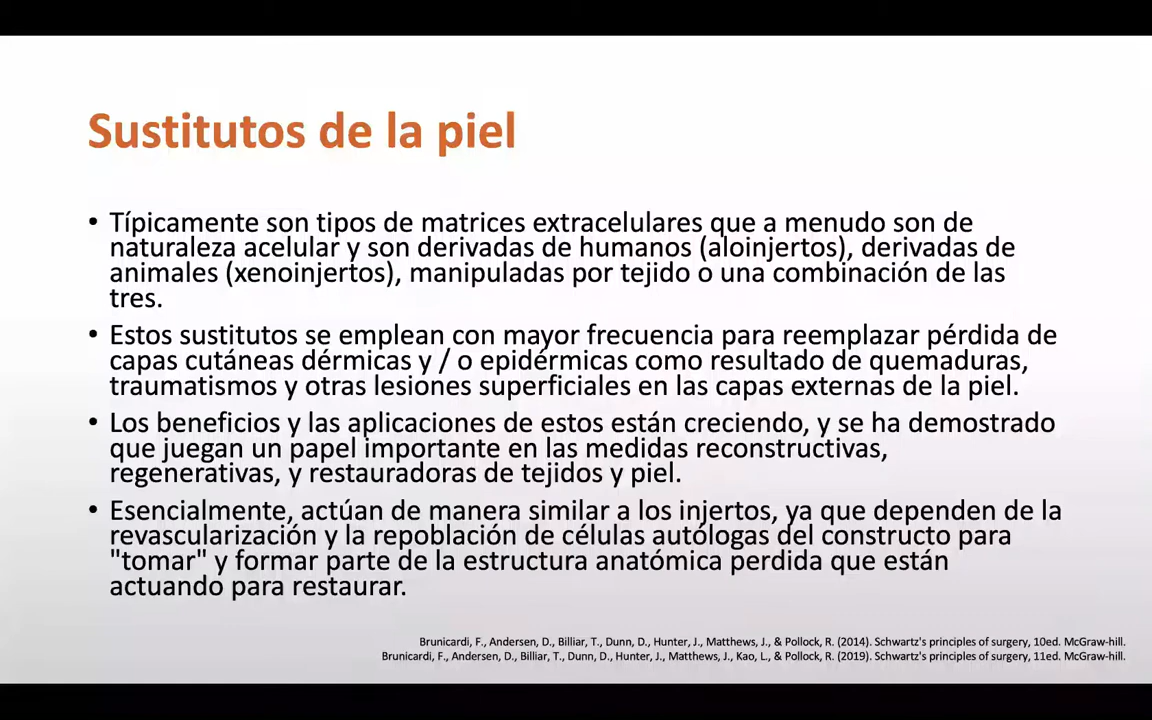 Sustitutos de la piel
• Típicamente son tipos de matrices extracelulares que a menudo son de
naturaleza acelular y son derivadas de humanos (aloinjertos), derivadas de
animales (xenoinjertos), manipuladas por tejido o una combinación de las
tres.
• Estos sustitutos se emplean con mayor frecuencia para reemplazar pérdida de
capas cutáneas dérmicas y / o epidérmicas como resultado de quemaduras,
traumatismos y otras lesiones superficiales en las capas externas de la piel.
• Los beneficios y las aplicaciones de estos están creciendo, y se ha demostrado
que juegan un papel importante en las medidas reconstructivas,
regenerativas, y restauradoras de tejidos y piel.
• Esencialmente, actúan de manera similar a los injertos, ya que dependen de la
revascularización y la repoblación de células autólogas del constructo para
"tomar" y formar parte de la estructura anatómica perdida que están
actuando para restaurar.
Brunicardi, F., Andersen, D., Billiar, T., Dunn, D., Hunter, J., Matthews, J., & Pollock, R. (2014). Schwartz's principles of surgery, 10ed. McGraw-hill.
Brunicardi, F., Andersen, D., Billiar, T., Dunn, D., Hunter, J., Matthews, J., Kao, L., & Pollock, R. (2019). Schwartz's principles of surgery, 11ed. McGraw-hill.